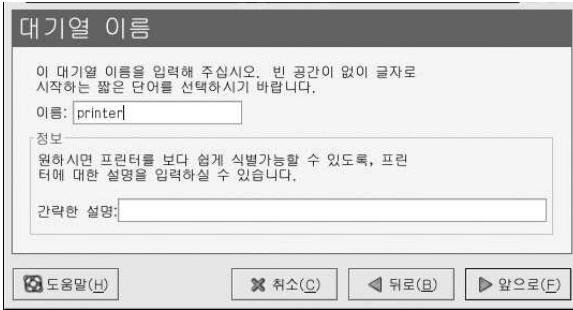 대기열 이름
이 대기열 이름을 입력해 주십시오. 빈 공간이 없이 글자로
시작하는 짧은 단어를 선택하시기 바랍니다.
이름: printer
정보
원하시면 프린터를 보다 쉽게 식별가능할 수 있도록, 프린
터에 대한 설명을 입력하실 수 있습니다.
간략한 설명:
도움말(H) 취소(C) 뒤로(B) 앞으로(F)